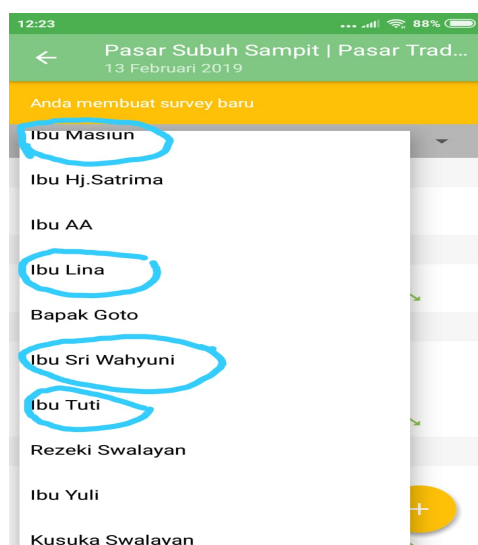 12:23
88%
Pasar Subuh Sampit | Pasar Trad...
13 Februari 2019
Anda membuat survey baru
Ibu Masiun
Ibu Hj.Satrima
Ibu AA
Ibu Lina
Bapak Goto
Ibu Sri Wahyuni
Ibu Tuti
Rezeki Swalayan
Ibu Yuli
Kusuka Swalayan